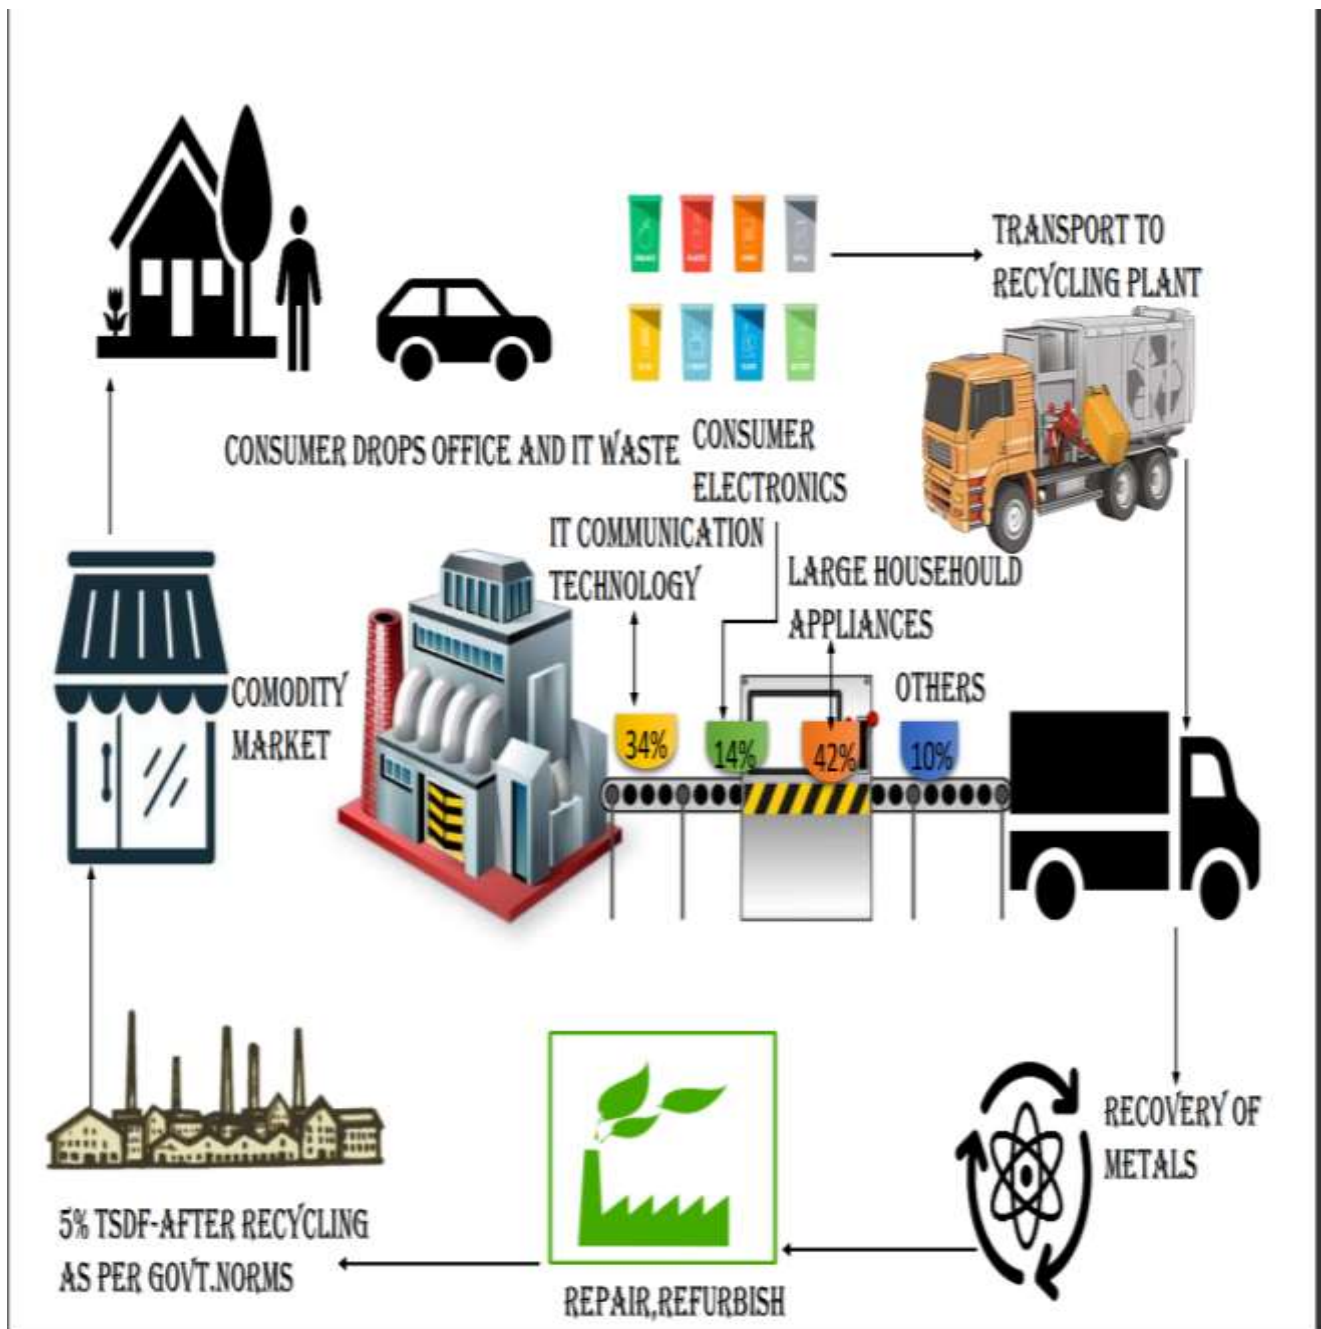 TRANSPORT TO
RECYCLING PLANT
CONSUMER DROPS OFFICE AND IT WASTE
CONSUMER
ELECTRONICS
IT COMMUNICATION
TECHNOLOGY
LARGE HOUSEHOULD
APPLIANCES
OTHERS
COMODITY
MARKET
34%
14%
42%
10%
RECOVERY OF
METALS
5% TSDF-AFTER RECYCLING
AS PER GOVT.NORMS
REPAIR,REFURBISH